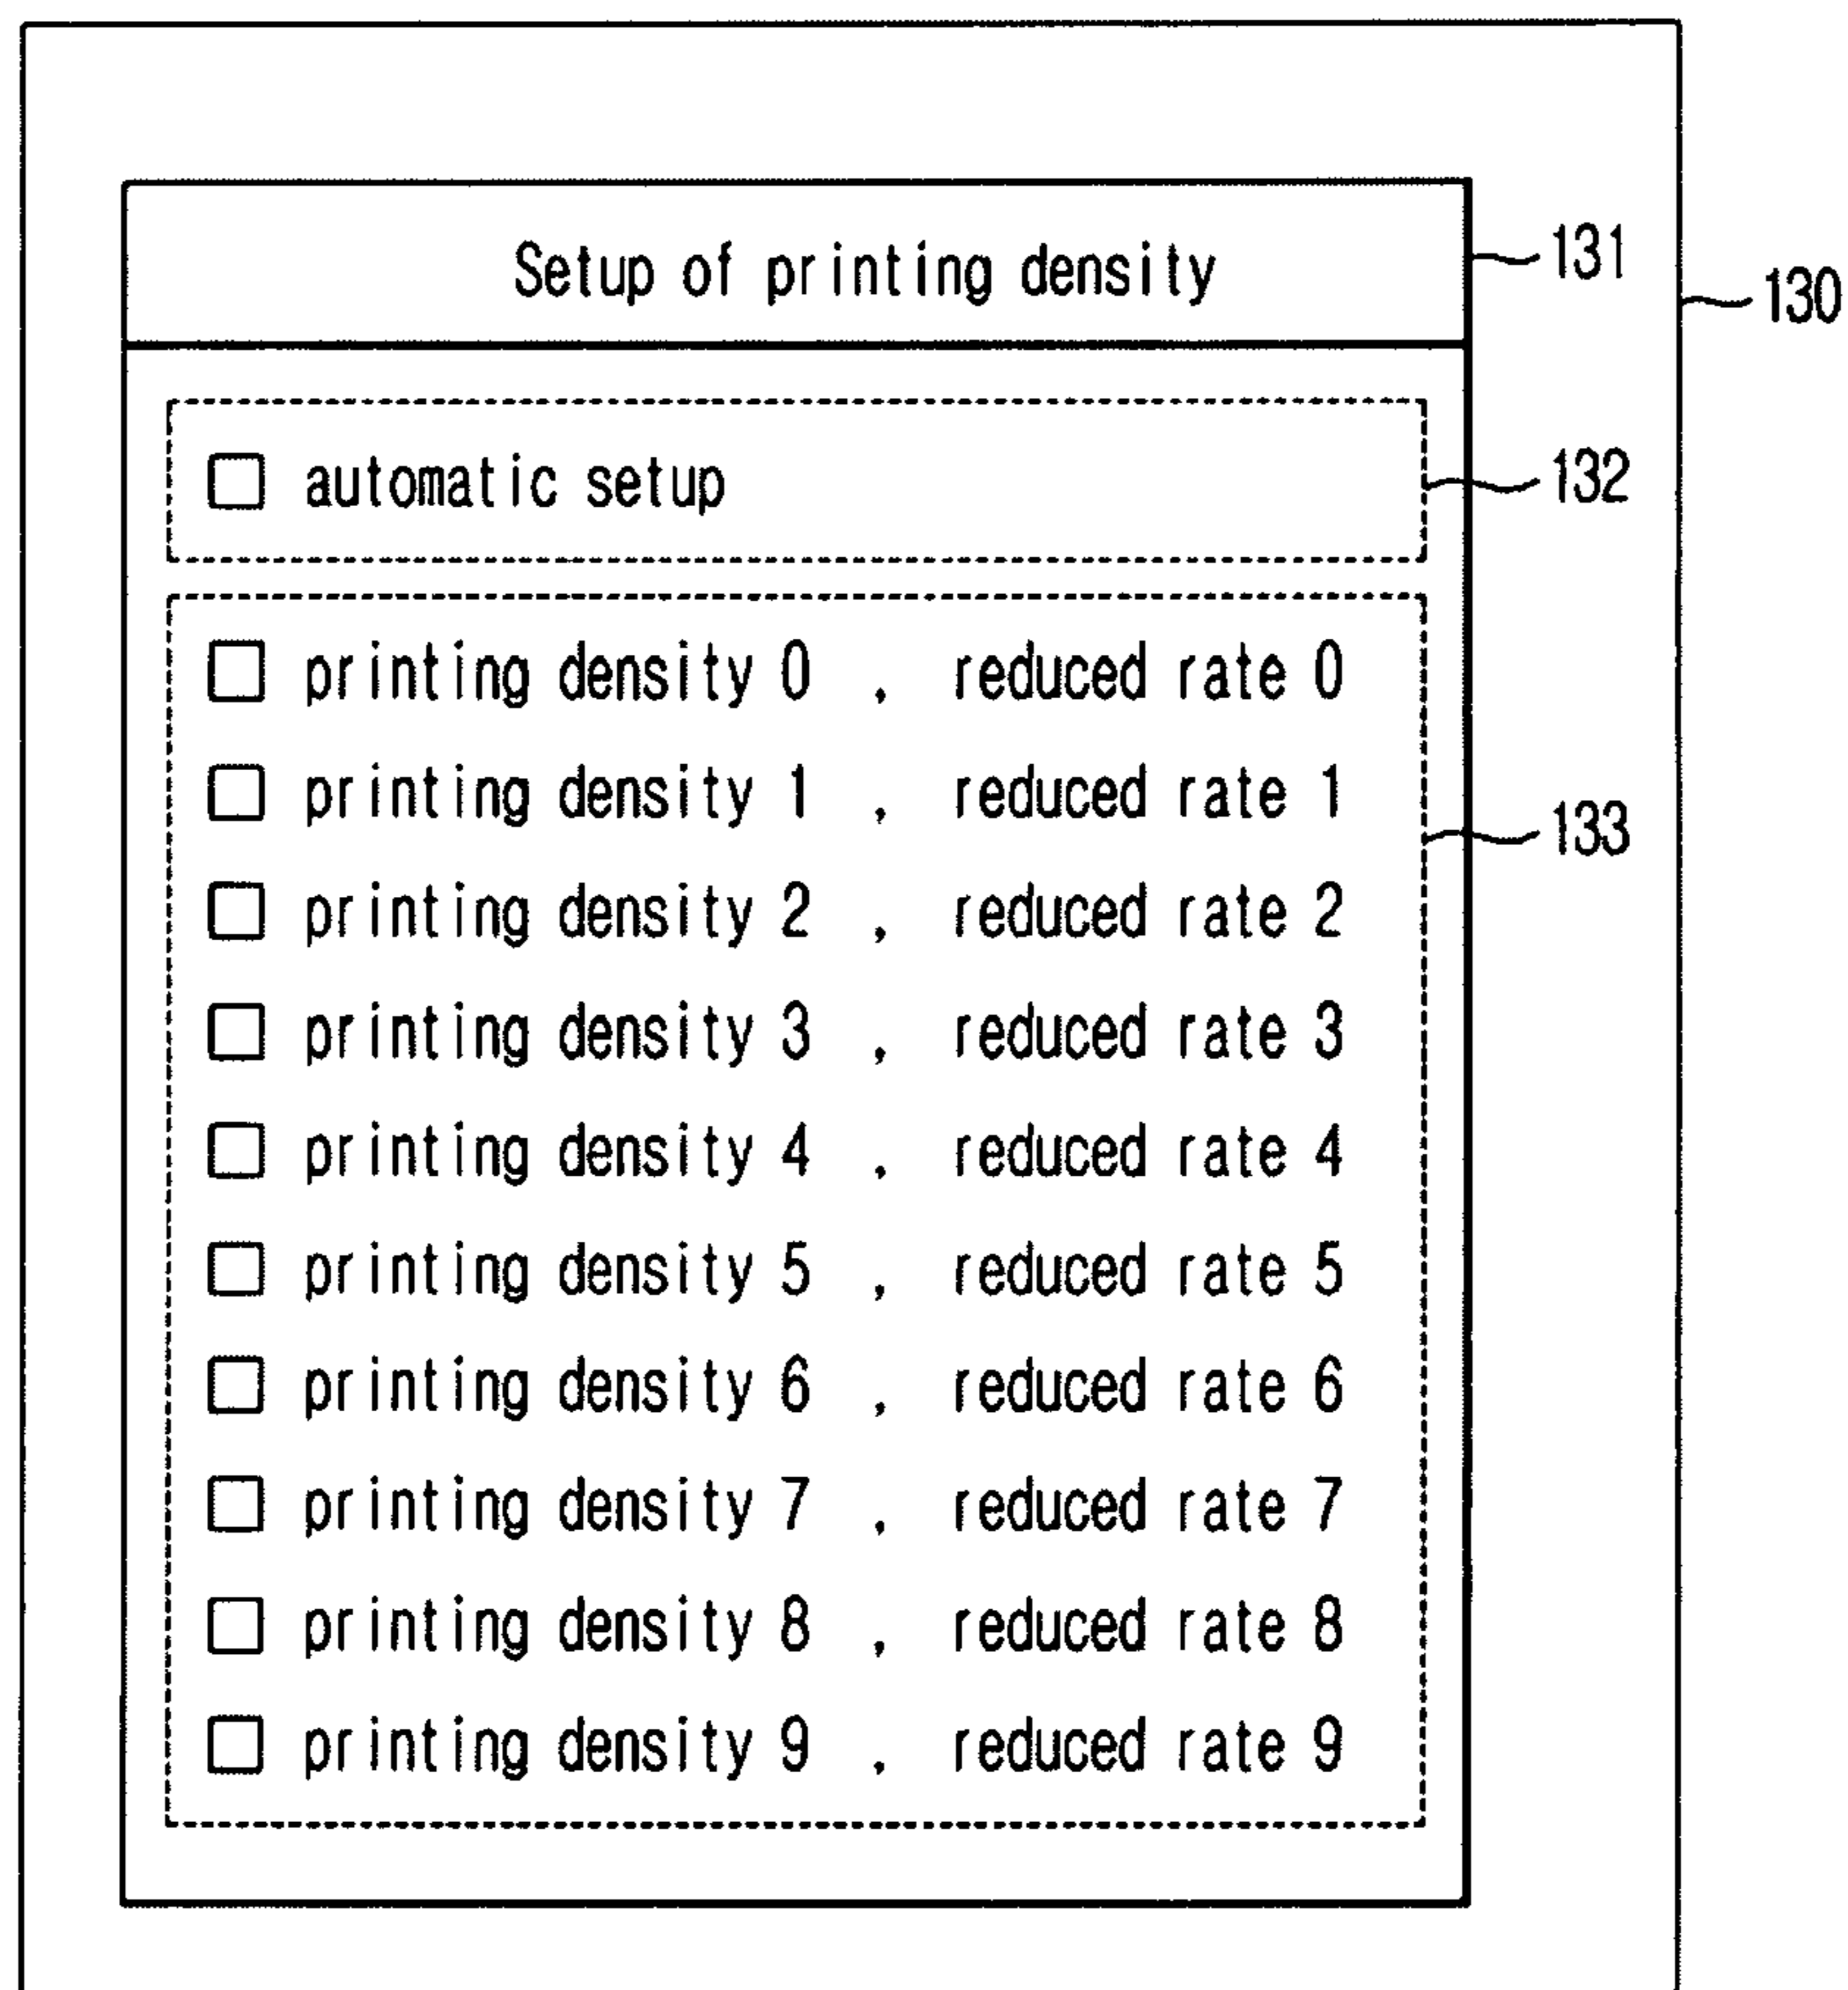 Setup of printing density
131
130
automatic setup
132
printing density 0 , reduced rate 0
printing density 1 , reduced rate 1
133
printing density 2 , reduced rate 2
printing density 3 , reduced rate 3
printing density 4 , reduced rate 4
printing density 5 , reduced rate 5
printing density 6 , reduced rate 6
printing density 7 , reduced rate 7
printing density 8 , reduced rate 8
printing density 9 , reduced rate 9